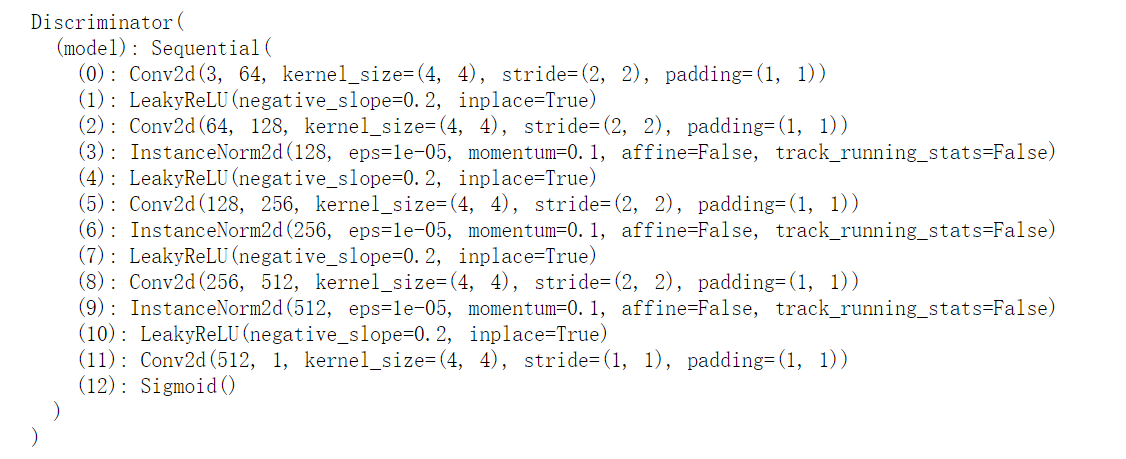 Discriminator(
  (model): Sequential(
    (0): Conv2d(3, 64, kernel_size=(4, 4), stride=(2, 2), padding=(1, 1))
    (1): LeakyReLU(negative_slope=0.2, inplace=True)
    (2): Conv2d(64, 128, kernel_size=(4, 4), stride=(2, 2), padding=(1, 1))
    (3): InstanceNorm2d(128, eps=1e-05, momentum=0.1, affine=False, track_running_stats=False)
    (4): LeakyReLU(negative_slope=0.2, inplace=True)
    (5): Conv2d(128, 256, kernel_size=(4, 4), stride=(2, 2), padding=(1, 1))
    (6): InstanceNorm2d(256, eps=1e-05, momentum=0.1, affine=False, track_running_stats=False)
    (7): LeakyReLU(negative_slope=0.2, inplace=True)
    (8): Conv2d(256, 512, kernel_size=(4, 4), stride=(2, 2), padding=(1, 1))
    (9): InstanceNorm2d(512, eps=1e-05, momentum=0.1, affine=False, track_running_stats=False)
    (10): LeakyReLU(negative_slope=0.2, inplace=True)
    (11): Conv2d(512, 1, kernel_size=(4, 4), stride=(1, 1), padding=(1, 1))
    (12): Sigmoid()
  )
)